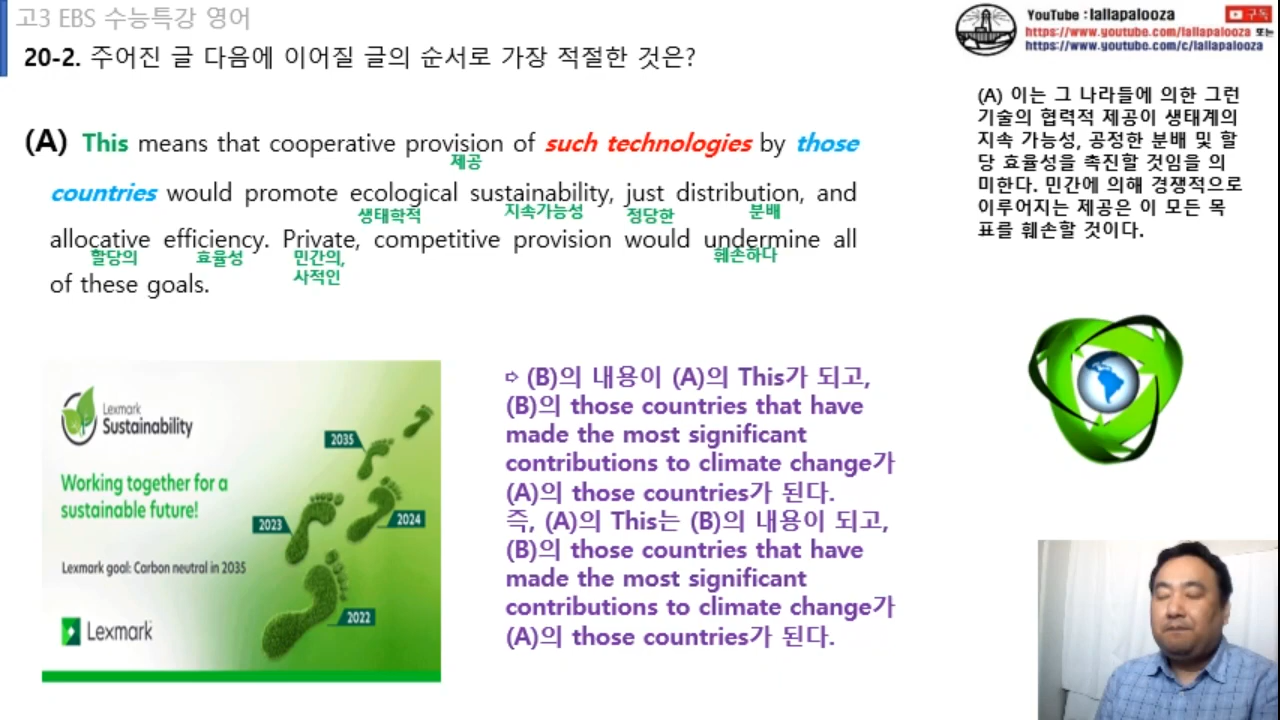 고3 EBS 수능특강 영어
20-2. 주어진 글 다음에 이어질 글의 순서로 가장 적절한 것은?
YouTube : lallapalooza
구독
https://www.youtube.com/lallapalooza 또는
https://www.youtube.com/c/lallapalooza
(A) This means that cooperative provision of such technologies by those
제공
countries would promote ecological sustainability, just distribution, and
생태학적 지속가능성 정당한 분배
allocative efficiency. Private, competitive provision would undermine all
할당의 효율성 민간의, 훼손하다
사적인
of these goals.
(A) 이는 그 나라들에 의한 그런
기술의 협력적 제공이 생태계의
지속 가능성, 공정한 분배 및 할
당 효율성을 촉진할 것임을 의
미한다. 민간에 의해 경쟁적으로
이루어지는 제공은 이 모든 목
표를 훼손할 것이다.
Lexmark
Sustainability
Working together for a
sustainable future!
Lexmark goal: Carbon neutral in 2035
Lexmark
2035
2024
2023
2022
⇨ (B)의 내용이 (A)의 This가 되고,
(B)의 those countries that have
made the most significant
contributions to climate change가
(A)의 those countries가 된다.
즉, (A)의 This는 (B)의 내용이 되고,
(B)의 those countries that have
made the most significant
contributions to climate change가
(A)의 those countries가 된다.